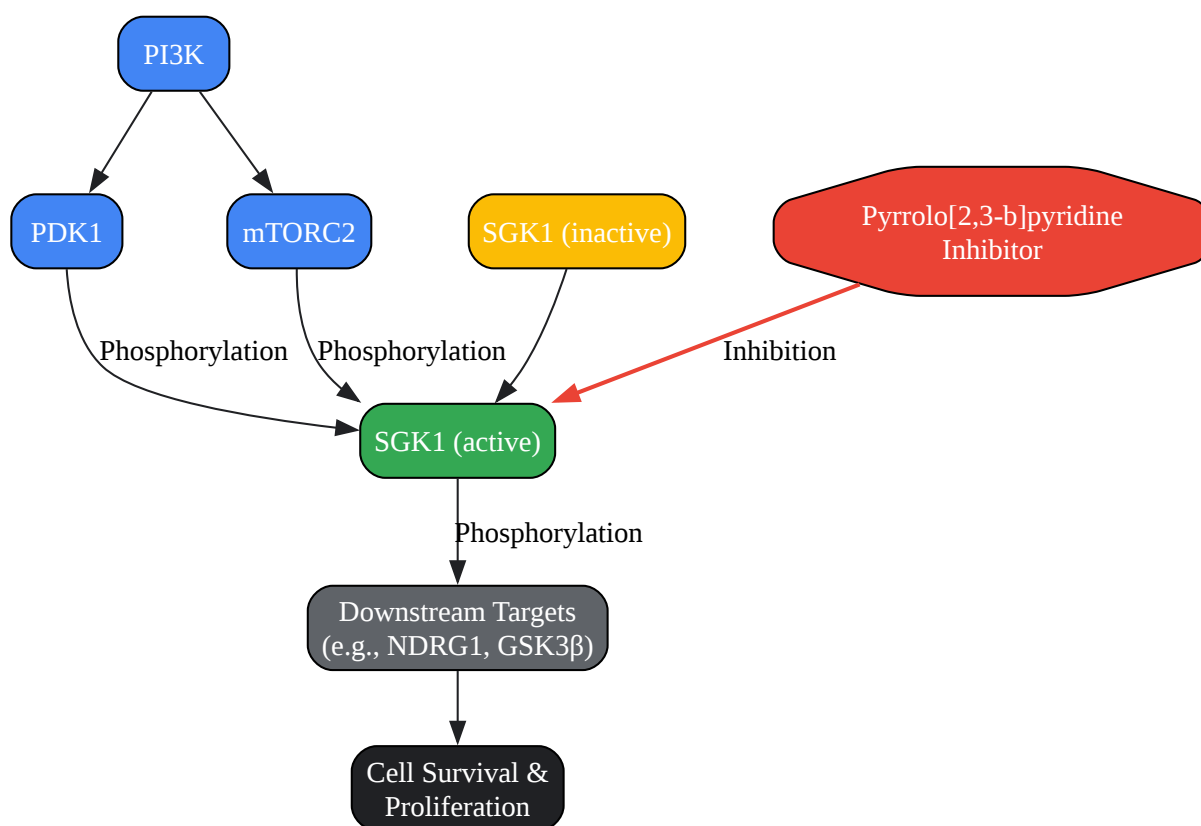 PI3K
PDK1
mTORC2
SGK1 (inactive)
Pyrrolo[2,3-b]pyridine
Inhibitor
Phosphorylation
Phosphorylation
Inhibition
SGK1 (active)
Phosphorylation
Downstream Targets
(e.g., NDRG1, GSK3β)
Cell Survival &
Proliferation